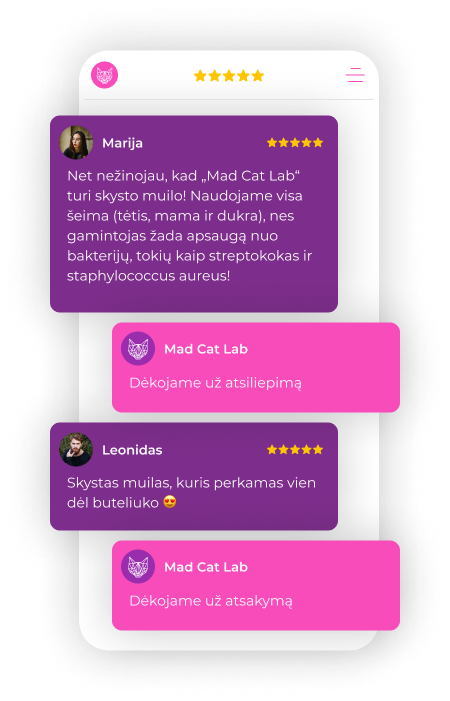 Marija
Net nežinojau, kad „Mad Cat Lab“
turi skysto muilo! Naudojame visa
šeima (tėtis, mama ir dukra), nes
gamintojas žada apsaugą nuo
bakterijų, tokių kaip streptokokas ir
staphylococcus aureus!
Mad Cat Lab
Dėkojame už atsiliepimą
Leonidas
Skystas muilas, kuris perkamas vien
dėl buteliuko 😍
Mad Cat Lab
Dėkojame už atsakymą